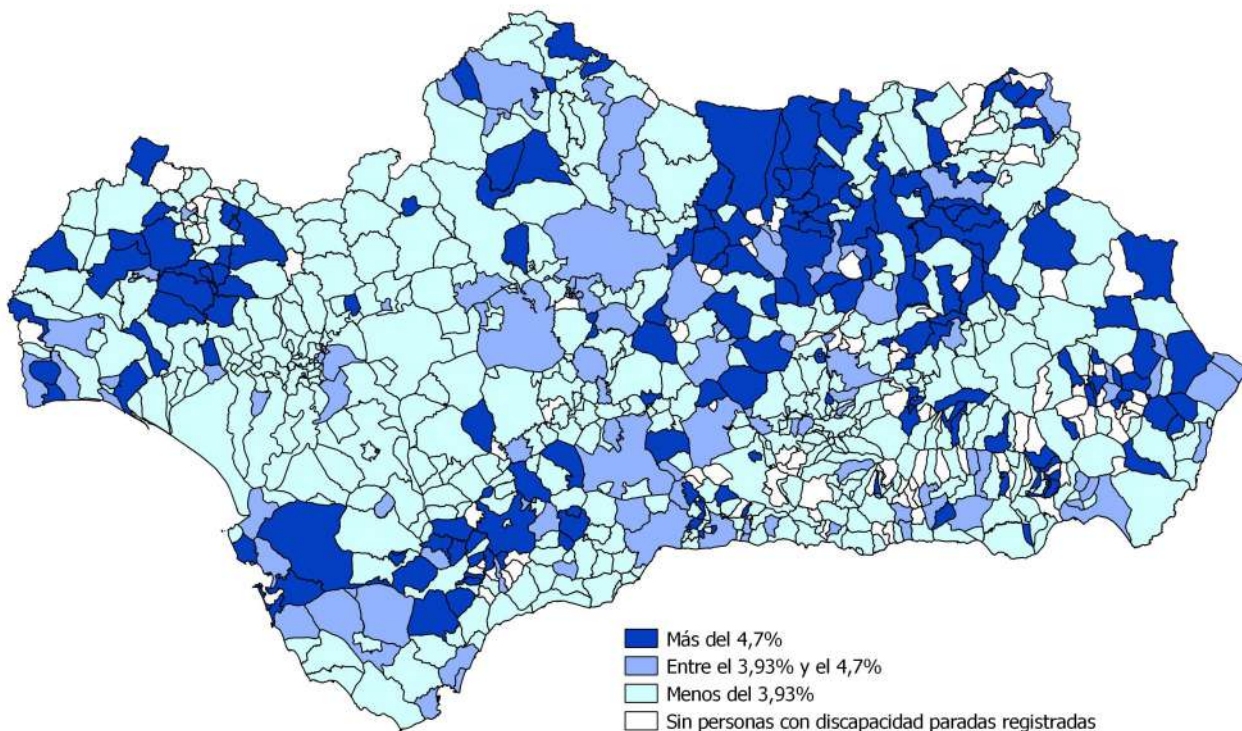 Más del 4,7%
Entre el 3,93% y el 4,7%
Menos del 3,93%
Sin personas con discapacidad paradas registradas